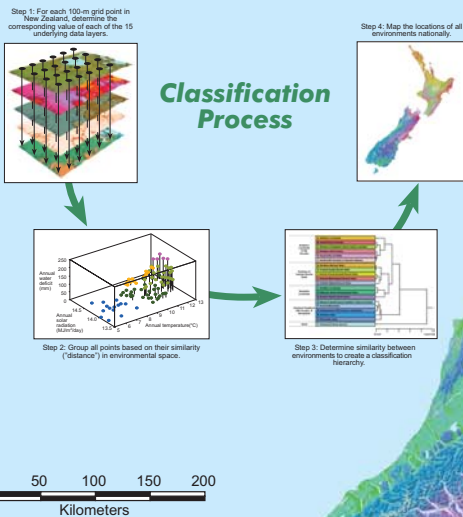 Step 1: For each 100-m grid point in
New Zealand, determine the
corresponding value of each of the 15
underlying data layers.
Step 4: Map the locations of all
environments nationally.
Classification
Process
Annual
water
deficit
(mm)
250
200
150
100
50
0
14.5
14.0
13.5
Annual
solar
radiation
(MJ/m²/day)
5
6
7
8
9
10
11
12
13
Annual temperature(°C)
Step 2: Group all points based on their similarity
("distance") in environmental space.
Step 3: Determine similarity between
environments to create a classification
hierarchy.
50 100 150 200
Kilometers